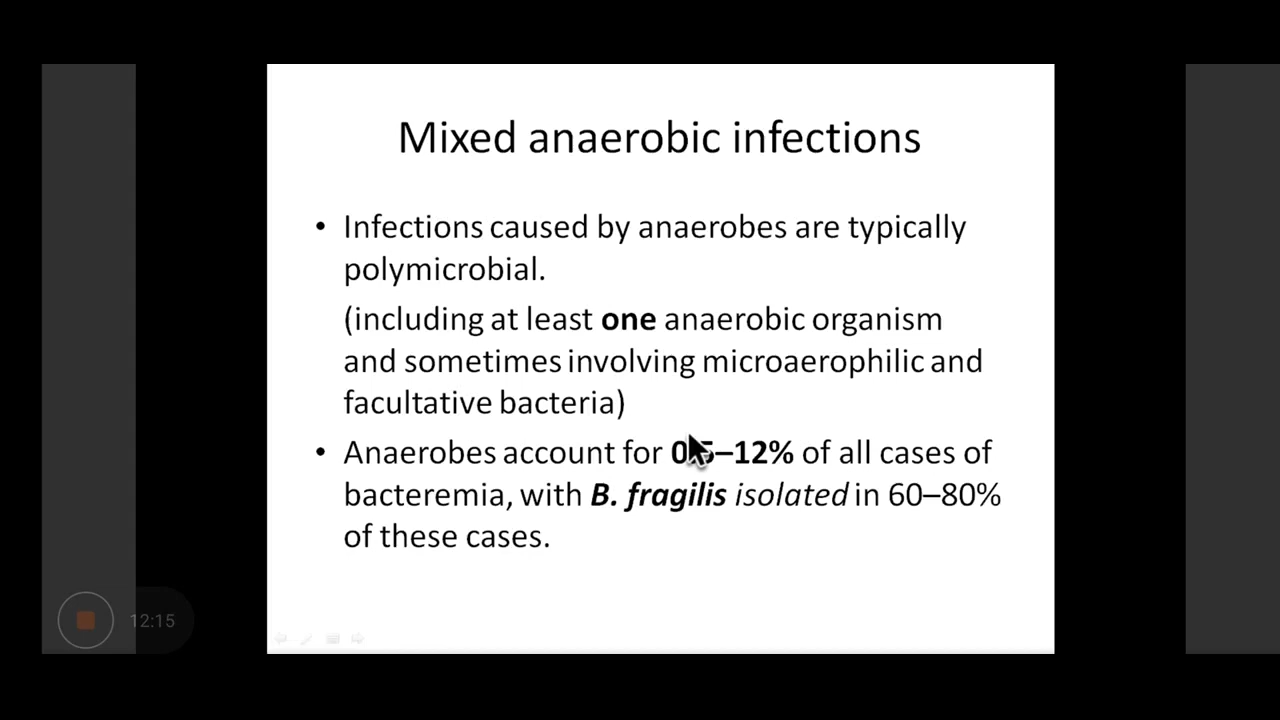 Mixed anaerobic infections
• Infections caused by anaerobes are typically
polymicrobial.
(including at least one anaerobic organism
and sometimes involving microaerophilic and
facultative bacteria)
• Anaerobes account for 0.5–12% of all cases of
bacteremia, with B. fragilis isolated in 60–80%
of these cases.
12:15